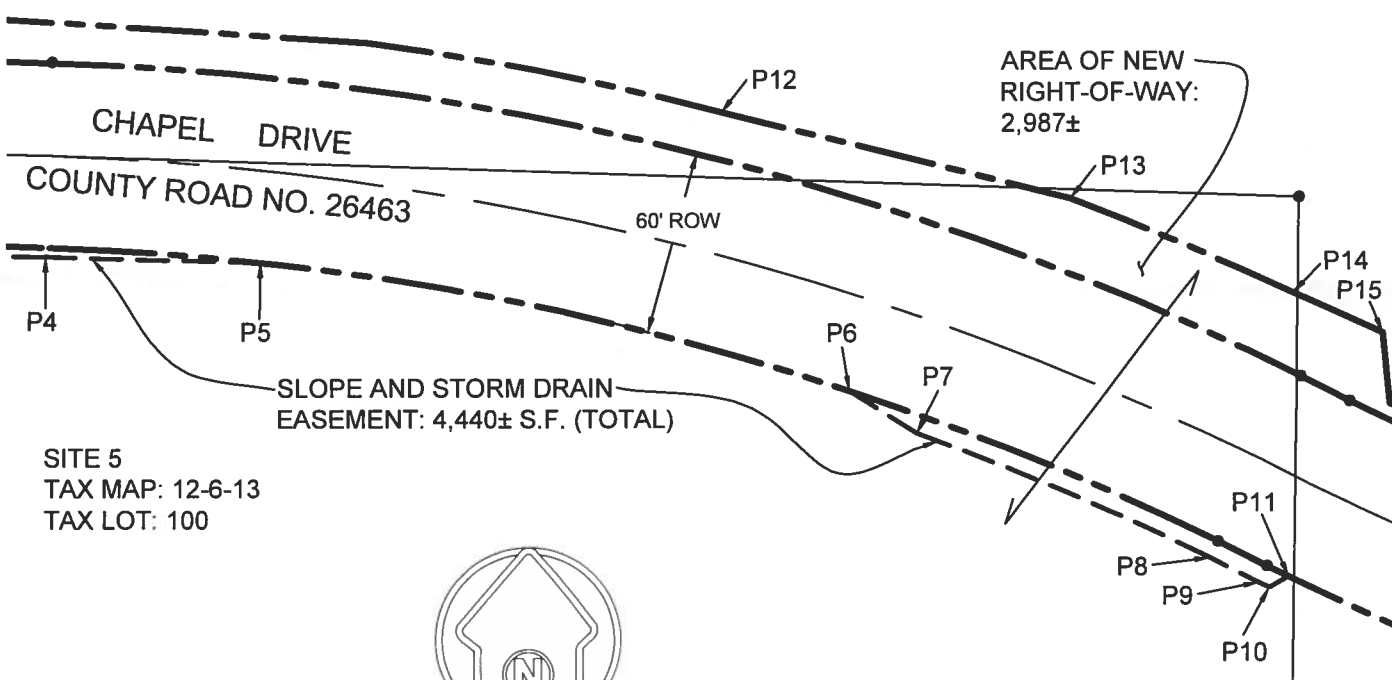 AREA OF NEW
RIGHT-OF-WAY:
2,987±
P12
CHAPEL DRIVE
P13
COUNTY ROAD NO. 26463
60' ROW
P14
P15
P4
P5
P6
P7
SLOPE AND STORM DRAIN
EASEMENT: 4,440± S.F. (TOTAL)
SITE 5
TAX MAP: 12-6-13
TAX LOT: 100
P11
P8
P9
P10
N